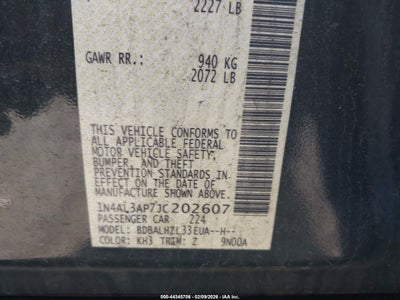 2227 LB
GAWR RR.: 940 KG
2072 LB
THIS VEHICLE CONFORMS TO
ALL APPLICABLE FEDERAL
MOTOR VEHICLE SAFETY,
BUMPER, AND THEFT
PREVENTION STANDARDS IN
EFFECT ON THE DATE OF
MANUFACTURE SHOWN ABOVE.
1N4AL3AP7JC202607
PASSENGER CAR 224
MODEL: BDBALHZL33EUA--H--
COLOR: KH3 TRIM: Z 9N00A
IAA-44345706 - 02/09/2026 - IAA Inc.